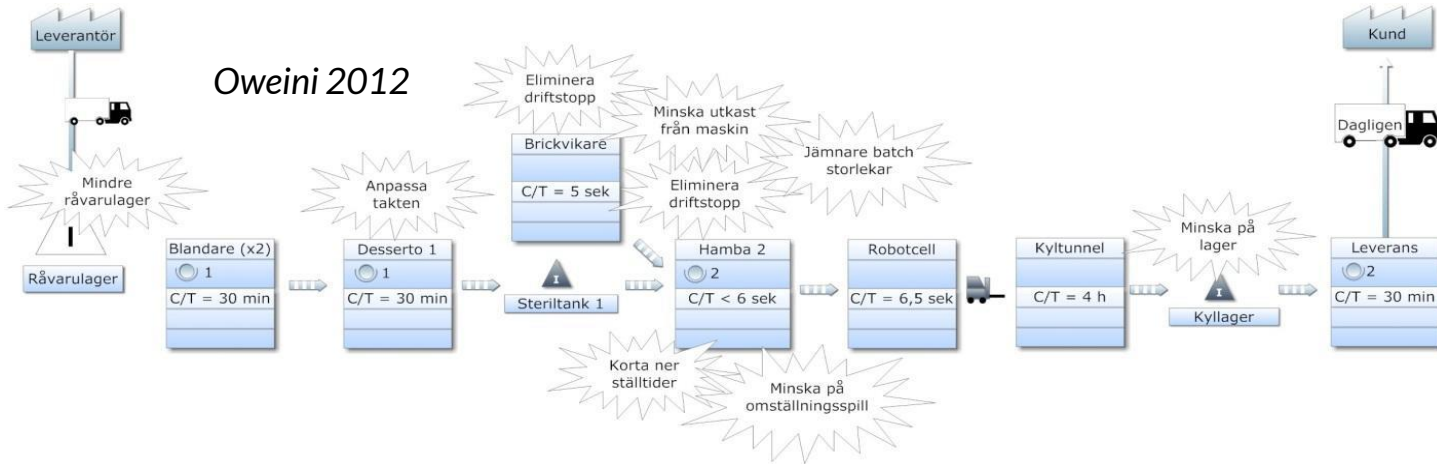 Leverantör
Kund
Oweini 2012
Eliminera
driftstopp
Minska utkast
från maskin
Dagligen
Brickvikare
Jämnare batch
storlekar
C/T = 5 sek
Mindre
råvarulager
Anpassa
takten
Eliminera
driftstopp
Minska på
lager
Råvarulager
Blandare (x2)
1
C/T = 30 min
Desserto 1
1
C/T = 30 min
I
Steriltank 1
Hamba 2
2
C/T < 6 sek
Robotcell
C/T = 6,5 sek
Kyltunnel
C/T = 4 h
I
Kyllager
Leverans
2
C/T = 30 min
Korta ner
ställtider
Minska på
omställningsspill